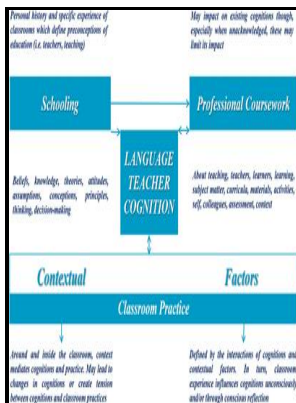 Personal history and specific experience of
classrooms which define preconceptions of
education (i.e. teachers, teaching)
May impact on existing cognitions though,
especially when unacknowledged, these may
limit its impact
Schooling
Professional Coursework
LANGUAGE
TEACHER
COGNITION
Beliefs, knowledge, theories, attitudes,
assumptions, conceptions, principles,
thinking, decision-making
About teaching, teachers, learners, learning,
subject matter, curricula, materials, activities,
self, colleagues, assessment, context
Contextual
Factors
Classroom Practice
Around and inside the classroom, context
mediates cognitions and practice. May lead to
changes in cognitions or create tension
between cognitions and classroom practices
Defined by the interactions of cognitions and
contextual factors. In turn, classroom
experience influences cognitions unconsciously
and/or through conscious reflection